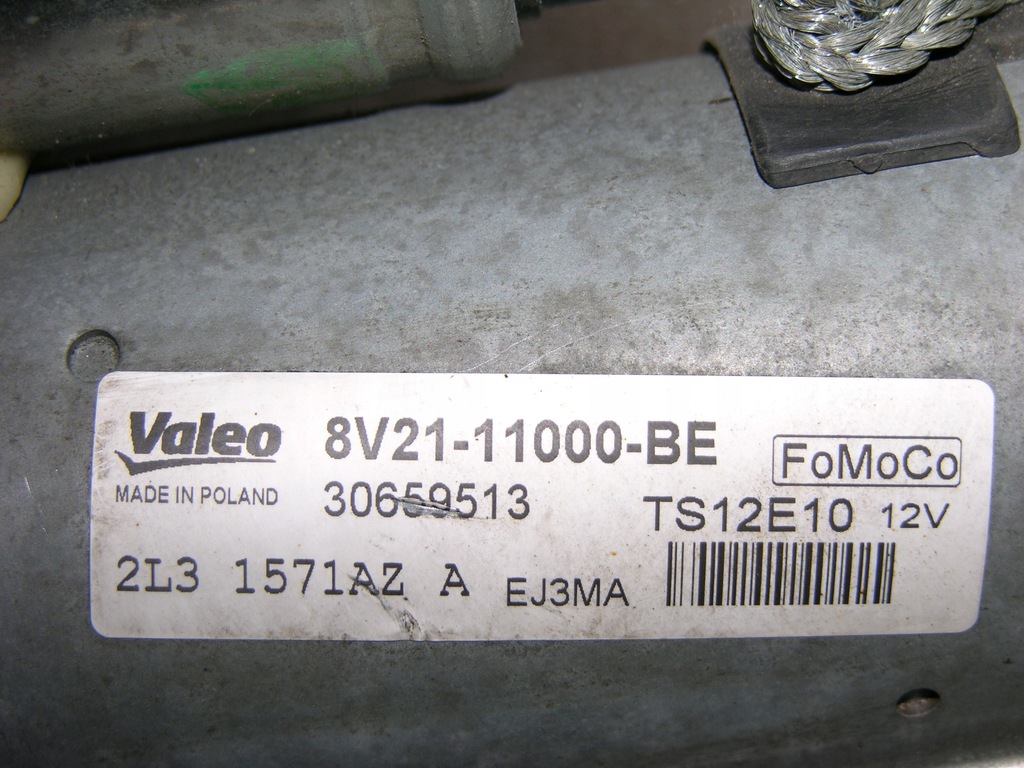 Valeo 8V21-11000-BE FoMoCo
MADE IN POLAND 30659513 TS12E10 12V
2L3 1571AZ A EJ3MA